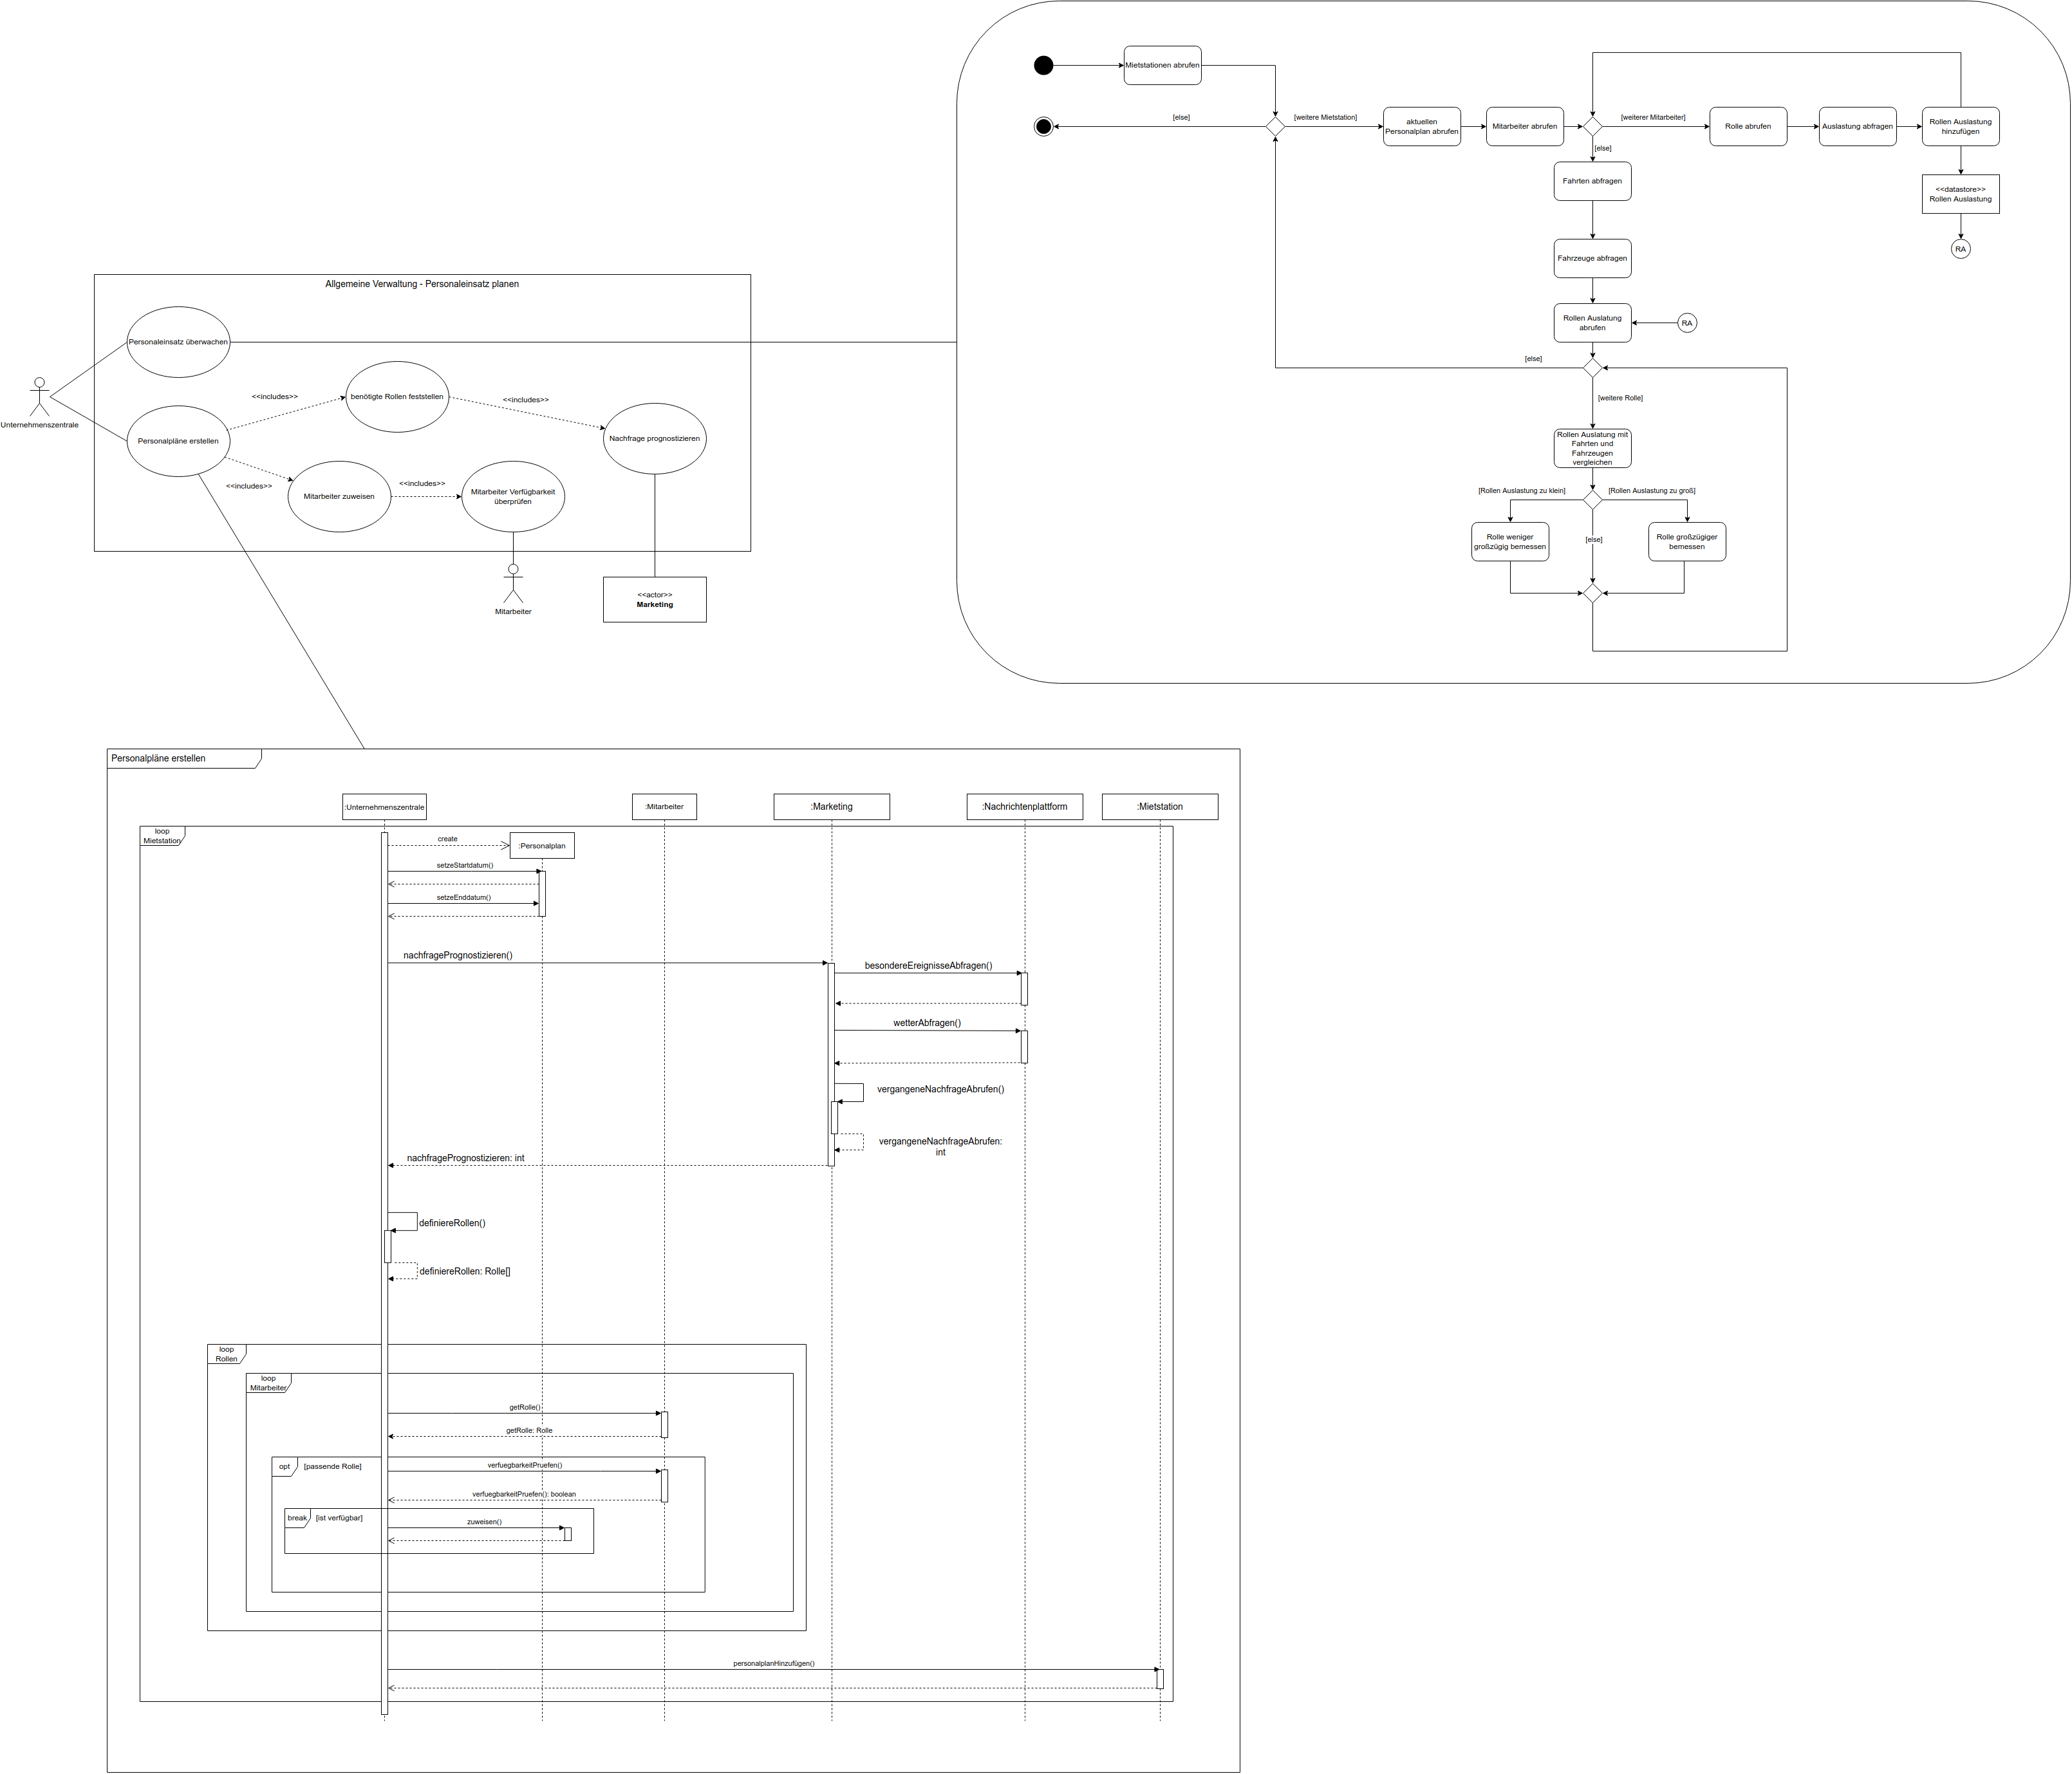 Mietstationen abrufen
[else]
[weitere Mietstation]
aktuellen
Personalplan abrufen
Mitarbeiter abrufen
[weiterer Mitarbeiter]
Rolle abrufen
Auslastung abfragen
Rollen Auslastung
hinzufügen
[else]
Fahrten abfragen
<<datastore>>
Rollen Auslastung
RA
Fahrzeuge abfragen
Rollen Auslatung
abrufen
RA
[else]
[weitere Rolle]
Rollen Auslatung mit
Fahrten und
Fahrzeugen
vergleichen
[Rollen Auslastung zu klein]
[Rollen Auslastung zu groß]
Rolle weniger
großzügig bemessen
[else]
Rolle großzügiger
bemessen
Allgemeine Verwaltung - Personaleinsatz planen
Personaleinsatz überwachen
Unternehmenszentrale
<<includes>>
benötigte Rollen feststellen
<<includes>>
Personalpläne erstellen
Nachfrage prognostizieren
<<includes>>
Mitarbeiter zuweisen
<<includes>>
Mitarbeiter Verfügbarkeit
überprüfen
Mitarbeiter
<<actor>>
Marketing
Personalpläne erstellen
:Unternehmenszentrale
:Mitarbeiter
:Marketing
:Nachrichtenplattform
:Mietstation
loop
Mietstation
create
:Personalplan
setzeStartdatum()
setzeEnddatum()
nachfragePrognostizieren()
besondereEreignisseAbfragen()
wetterAbfragen()
vergangeneNachfrageAbrufen()
vergangeneNachfrageAbrufen:
int
nachfragePrognostizieren: int
definiereRollen()
definiereRollen: Rolle[]
loop
Rollen
loop
Mitarbeiter
getRolle()
getRolle: Rolle
opt
[passende Rolle]
verfuegbarkeitPruefen()
verfuegbarkeitPruefen(): boolean
break
[ist verfügbar]
zuweisen()
personalplanHinzufügen()